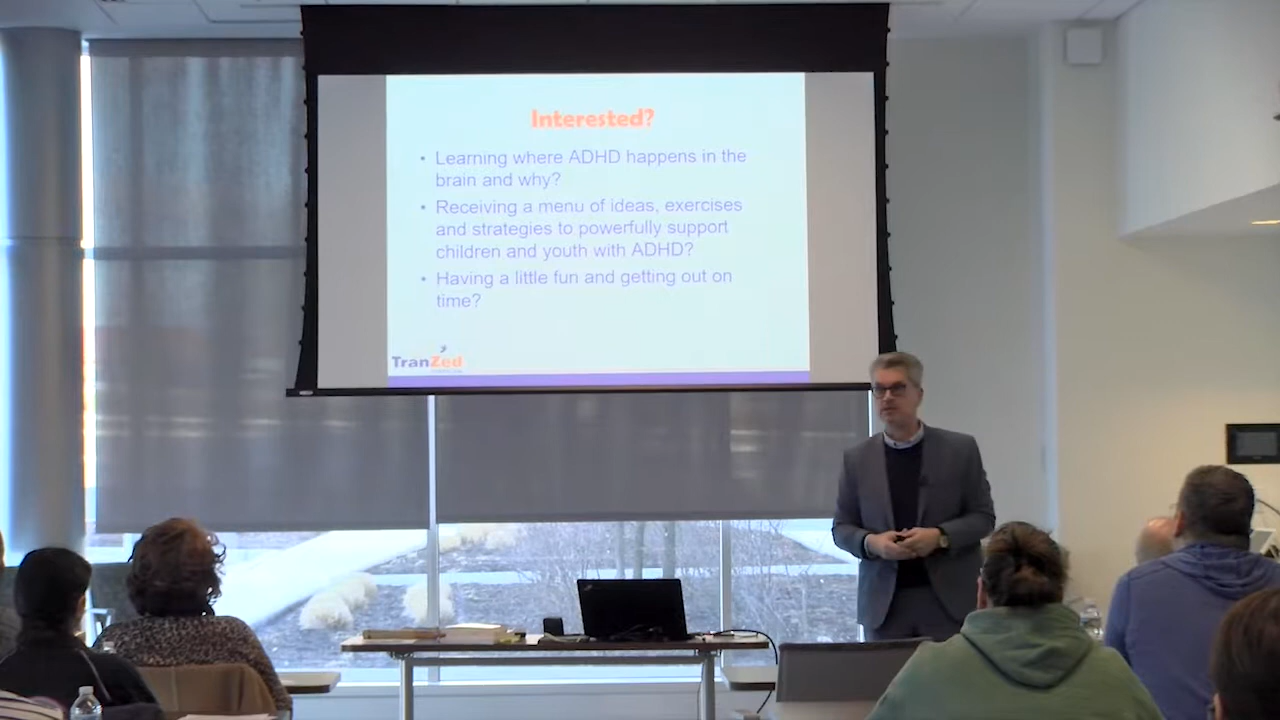 Interested?
• Learning where ADHD happens in the
brain and why?
• Receiving a menu of ideas, exercises
and strategies to powerfully support
children and youth with ADHD?
• Having a little fun and getting out on
time?
TranZed